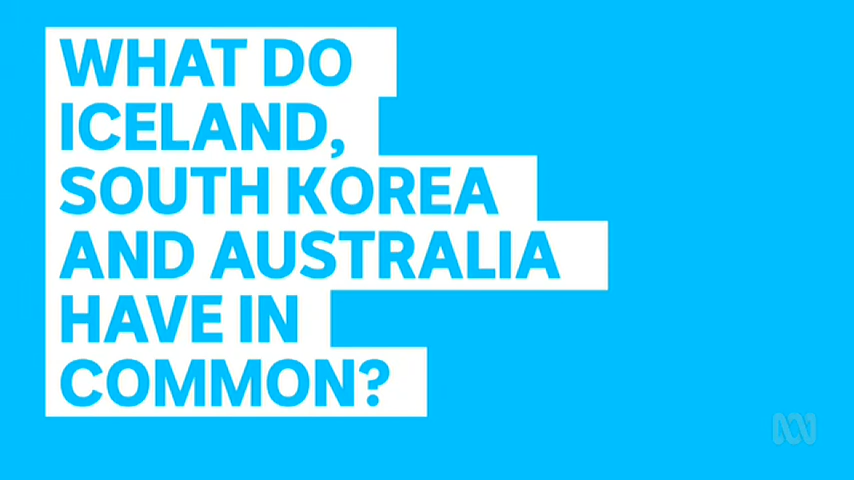 WHAT DO
ICELAND,
SOUTH KOREA
AND AUSTRALIA
HAVE IN
COMMON?